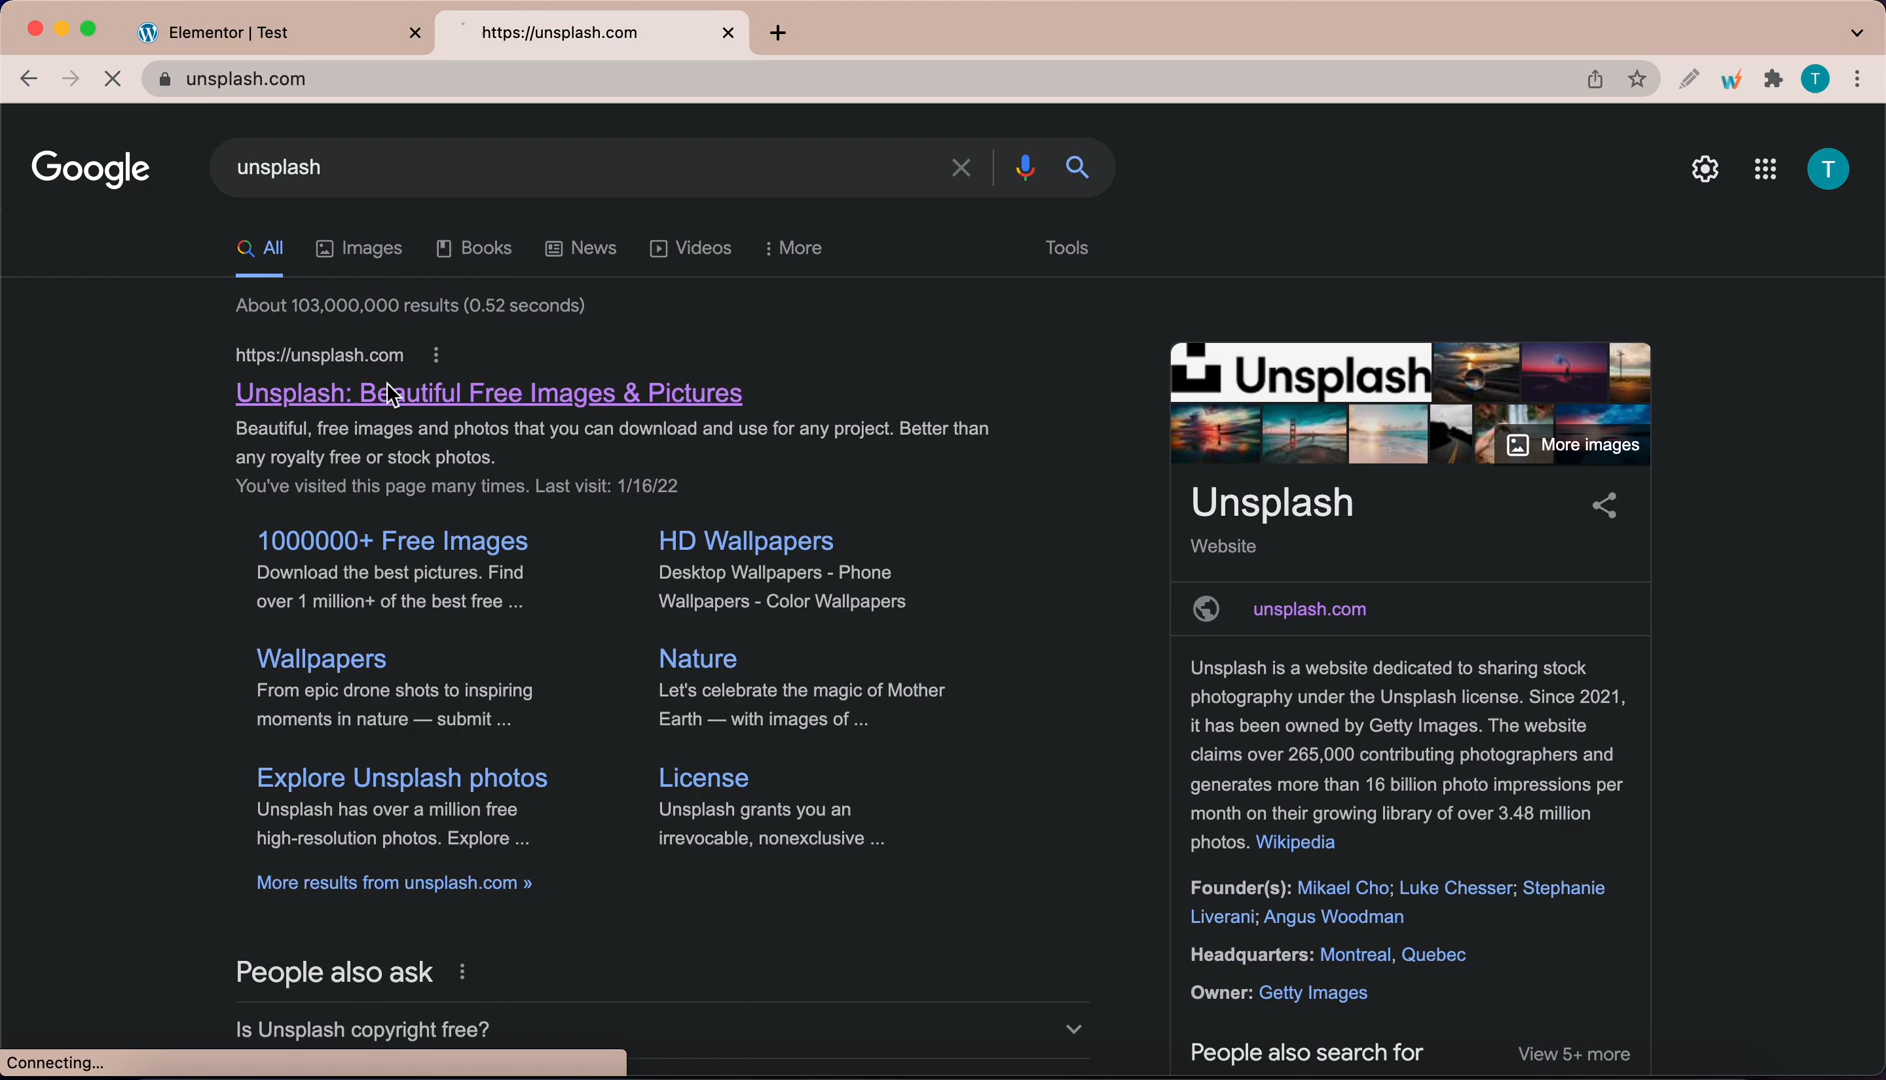 Elementor | Test
https://unsplash.com
unsplash.com
T
Google
unsplash
T
All
Images
Books
News
Videos
More
Tools
About 103,000,000 results (0.52 seconds)
https://unsplash.com
Unsplash: Beautiful Free Images & Pictures
Beautiful, free images and photos that you can download and use for any project. Better than
any royalty free or stock photos.
You've visited this page many times. Last visit: 1/16/22
1000000+ Free Images
Download the best pictures. Find
over 1 million+ of the best free ...
HD Wallpapers
Desktop Wallpapers - Phone
Wallpapers - Color Wallpapers
Wallpapers
From epic drone shots to inspiring
moments in nature — submit ...
Nature
Let's celebrate the magic of Mother
Earth — with images of ...
Explore Unsplash photos
Unsplash has over a million free
high-resolution photos. Explore ...
License
Unsplash grants you an
irrevocable, nonexclusive ...
More results from unsplash.com »
People also ask
Is Unsplash copyright free?
Connecting...
Unsplash
More images
Unsplash
Website
unsplash.com
Unsplash is a website dedicated to sharing stock
photography under the Unsplash license. Since 2021,
it has been owned by Getty Images. The website
claims over 265,000 contributing photographers and
generates more than 16 billion photo impressions per
month on their growing library of over 3.48 million
photos. Wikipedia
Founder(s): Mikael Cho; Luke Chesser; Stephanie
Liverani; Angus Woodman
Headquarters: Montreal, Quebec
Owner: Getty Images
People also search for
View 5+ more